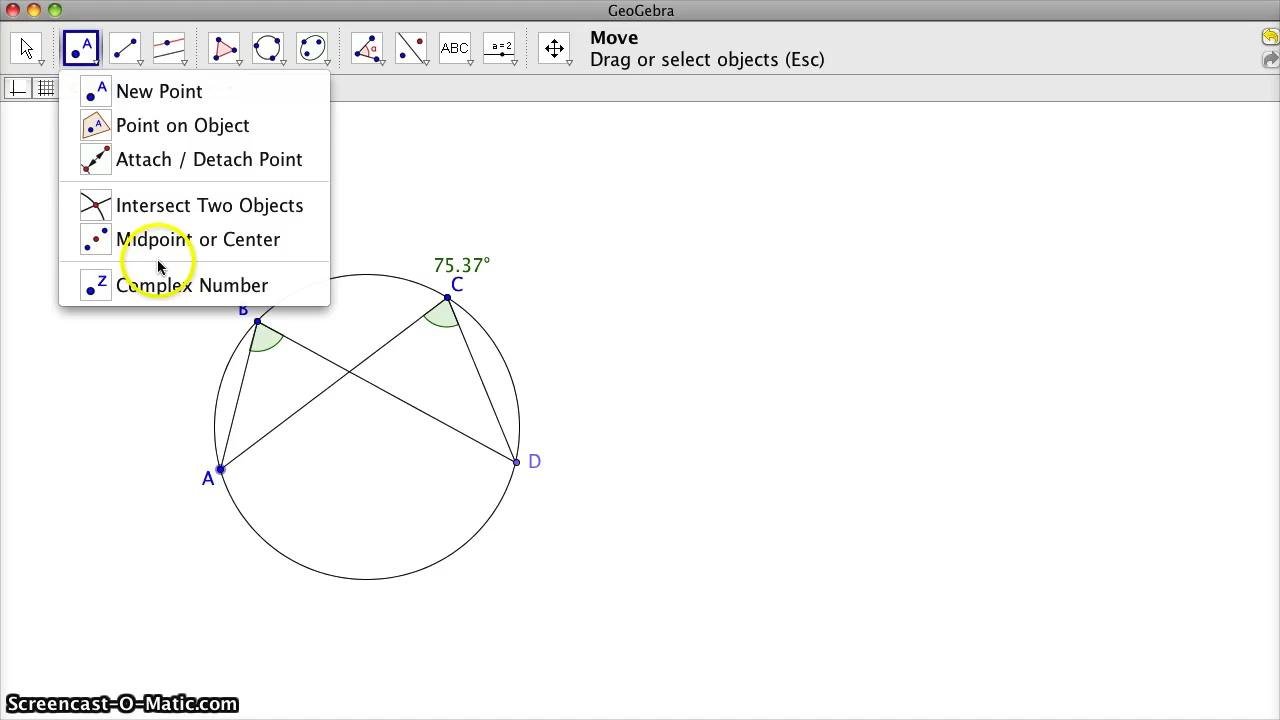 GeoGebra
A
α
ABC
a=2
Move
Drag or select objects (Esc)
A New Point
A Point on Object
Attach / Detach Point
Intersect Two Objects
Midpoint or Center
Z Complex Number
75.37°
C
B
A
D
Screencast-O-Matic.com